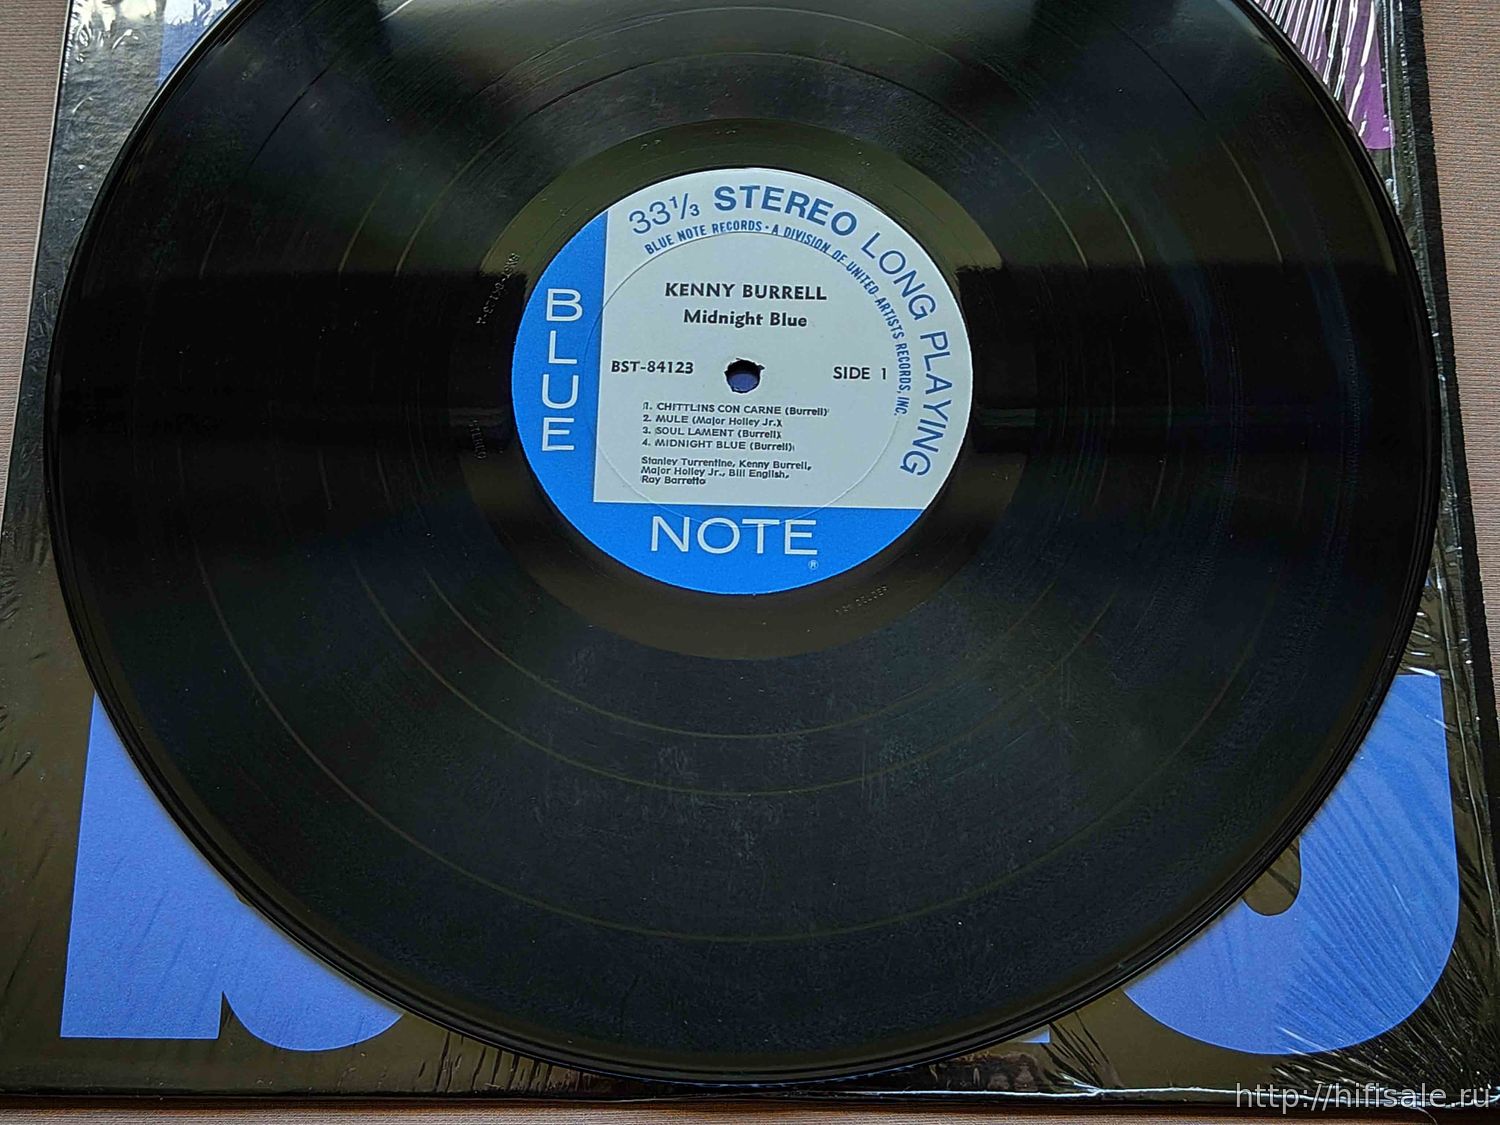 33⅓ STEREO LONG PLAYING
BLUE NOTE RECORDS • A DIVISION OF UNITED ARTISTS RECORDS, INC.
KENNY BURRELL
Midnight Blue
BST-84123
SIDE 1
1. CHITTLINS CON CARNE (Burrell)
2. MULE (Major Holley Jr.)
3. SOUL LAMENT (Burrell)
4. MIDNIGHT BLUE (Burrell)
Stanley Turrentine, Kenny Burrell,
Major Holley Jr., Bill English,
Ray Barretto
BLUE
NOTE
®
http://hifisale.ru